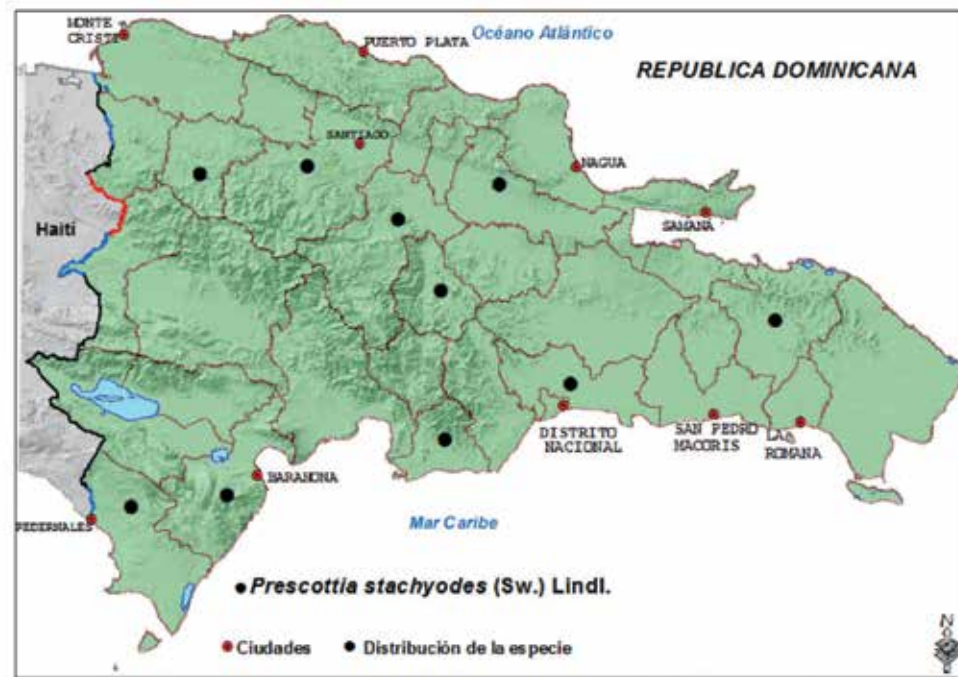 MONTE
CRISTI
PUERTO PLATA
Océano Atlántico
REPUBLICA DOMINICANA
SANTIAGO
NAGUA
SAMANA
Haití
DISTRITO
NACIONAL
SAN PEDRO
MACORIS
LA
ROMANA
BARAHONA
PEDERNALES
Mar Caribe
Prescottia stachyodes (Sw.) Lindl.
Ciudades
Distribución de la especie
N